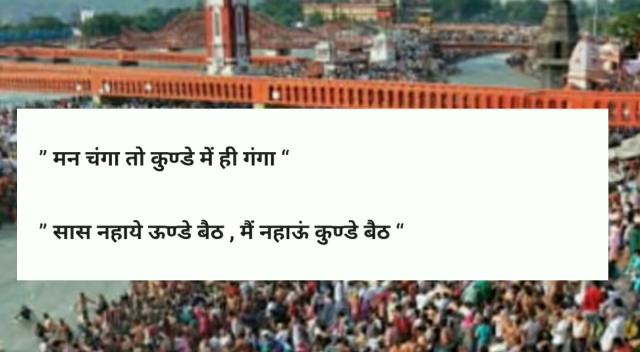 ” मन चंगा तो कुण्डे में ही गंगा “
” सास नहाये ऊण्डे बैठ , मैं नहाऊं कुण्डे बैठ “